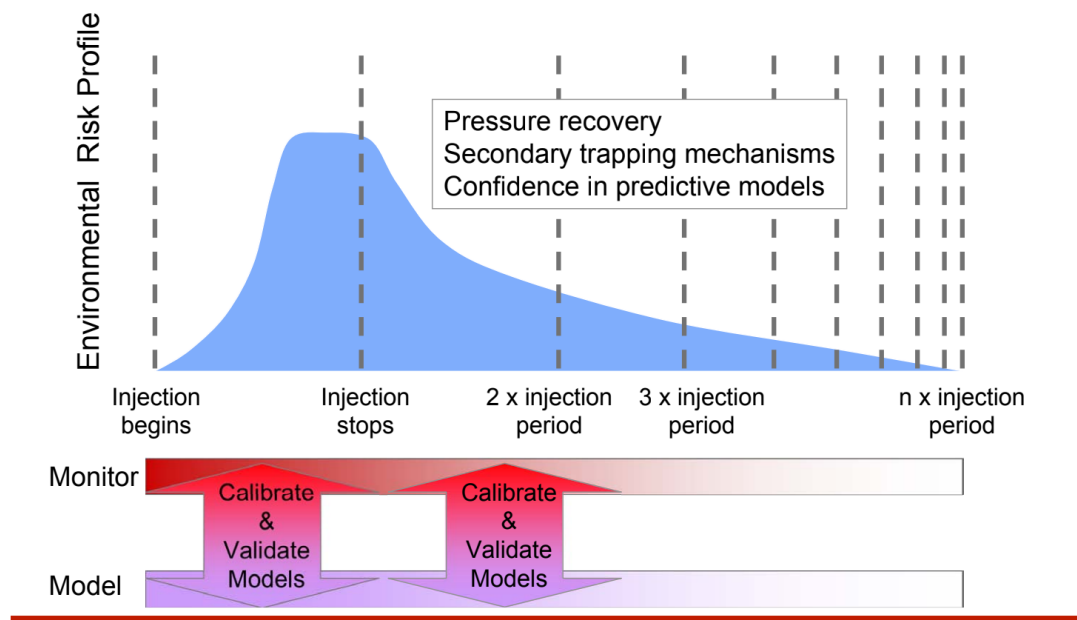 Environmental Risk Profile
Pressure recovery
Secondary trapping mechanisms
Confidence in predictive models
Injection
begins
Injection
stops
2 x injection
period
3 x injection
period
n x injection
period
Monitor
Calibrate
&
Validate
Models
Calibrate
&
Validate
Models
Model